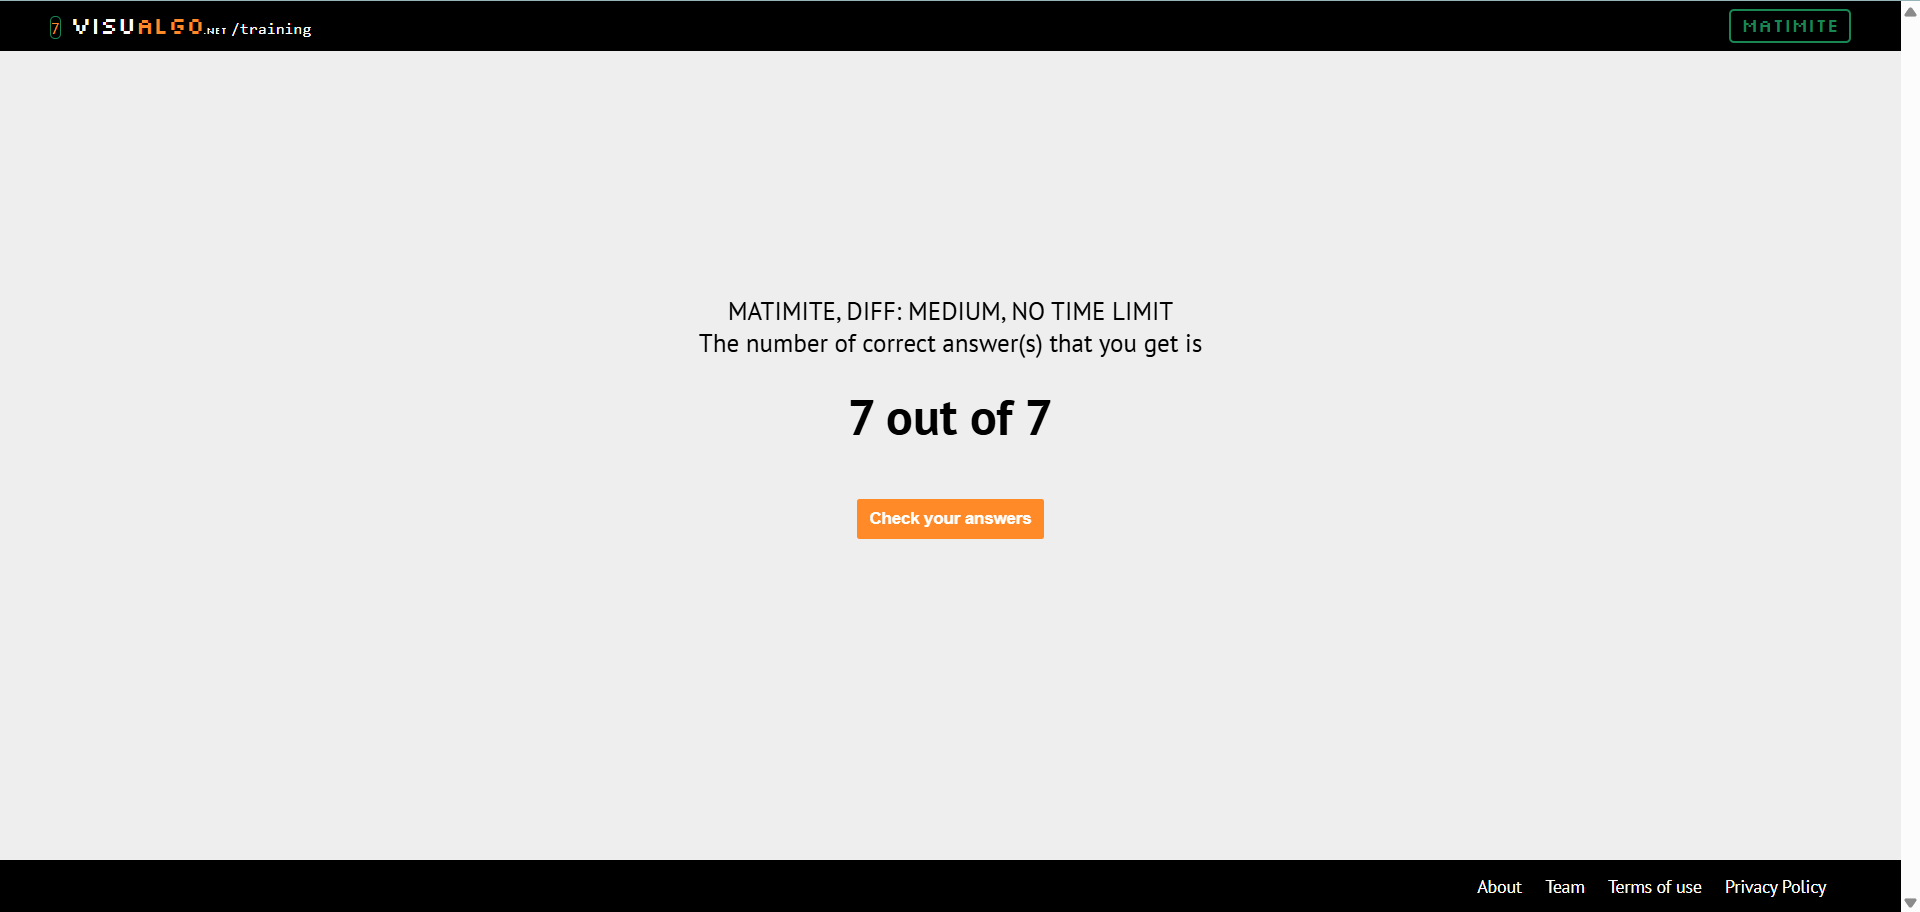 7 VISUALGO.NET /training
MATIMITE
MATIMITE, DIFF: MEDIUM, NO TIME LIMIT
The number of correct answer(s) that you get is
7 out of 7
Check your answers
About Team Terms of use Privacy Policy